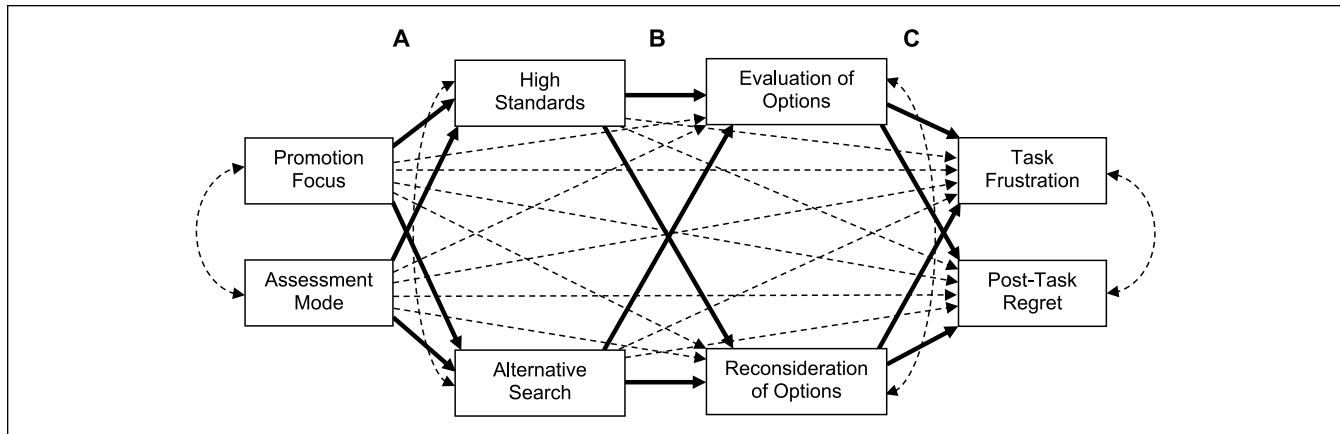 A
B
C
High
Standards
Evaluation of
Options
Promotion
Focus
Task
Frustration
Assessment
Mode
Post-Task
Regret
Alternative
Search
Reconsideration
of Options